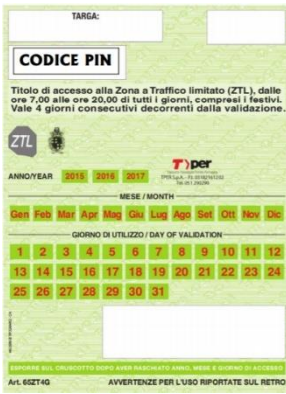 TARGA:
CODICE PIN
Titolo di accesso alla Zona a Traffico limitato (ZTL), dalle
ore 7,00 alle ore 20,00 di tutti i giorni, compresi i festivi.
Vale 4 giorni consecutivi decorrenti dalla validazione.
ZTL
Tper
ANNO/YEAR 2015 2016 2017
MESE / MONTH
Gen Feb Mar Apr Mag Giu Lug Ago Set Ott Nov Dic
GIORNO DI UTILIZZO / DAY OF VALIDATION
1 2 3 4 5 6 7 8 9 10 11 12
13 14 15 16 17 18 19 20 21 22 23 24
25 26 27 28 29 30 31
ESPORRE SUL CRUSCOTTO DOPO AVER RASCHIATO ANNO, MESE E GIORNO DI ACCESSO
Art. 65ZT4G AVVERTENZE PER L'USO RIPORTATE SUL RETRO